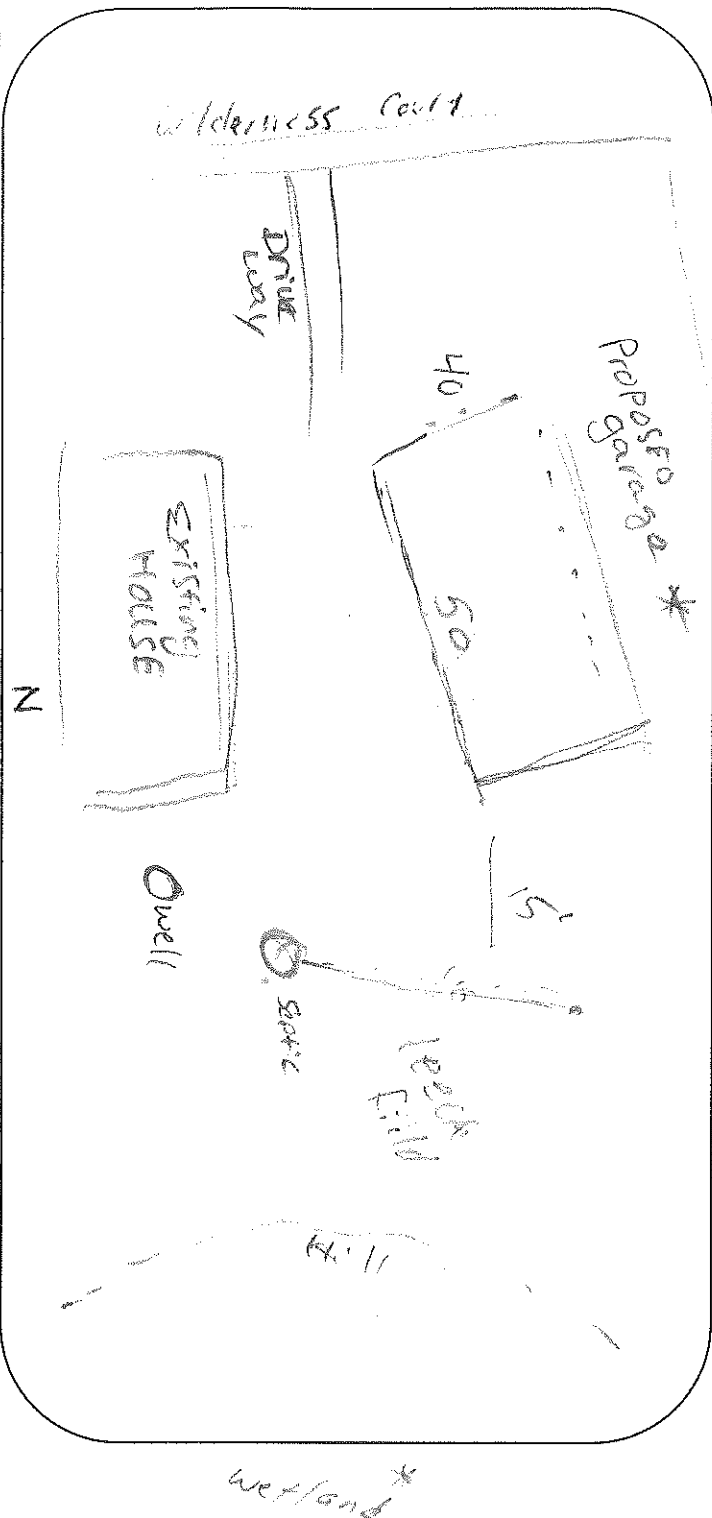 Wilderness Court
Drive
way
40
PROPOSED
garage *
50
Existing
HOUSE
N
15'
well
Septic
leach
Field
Hill
wetland *